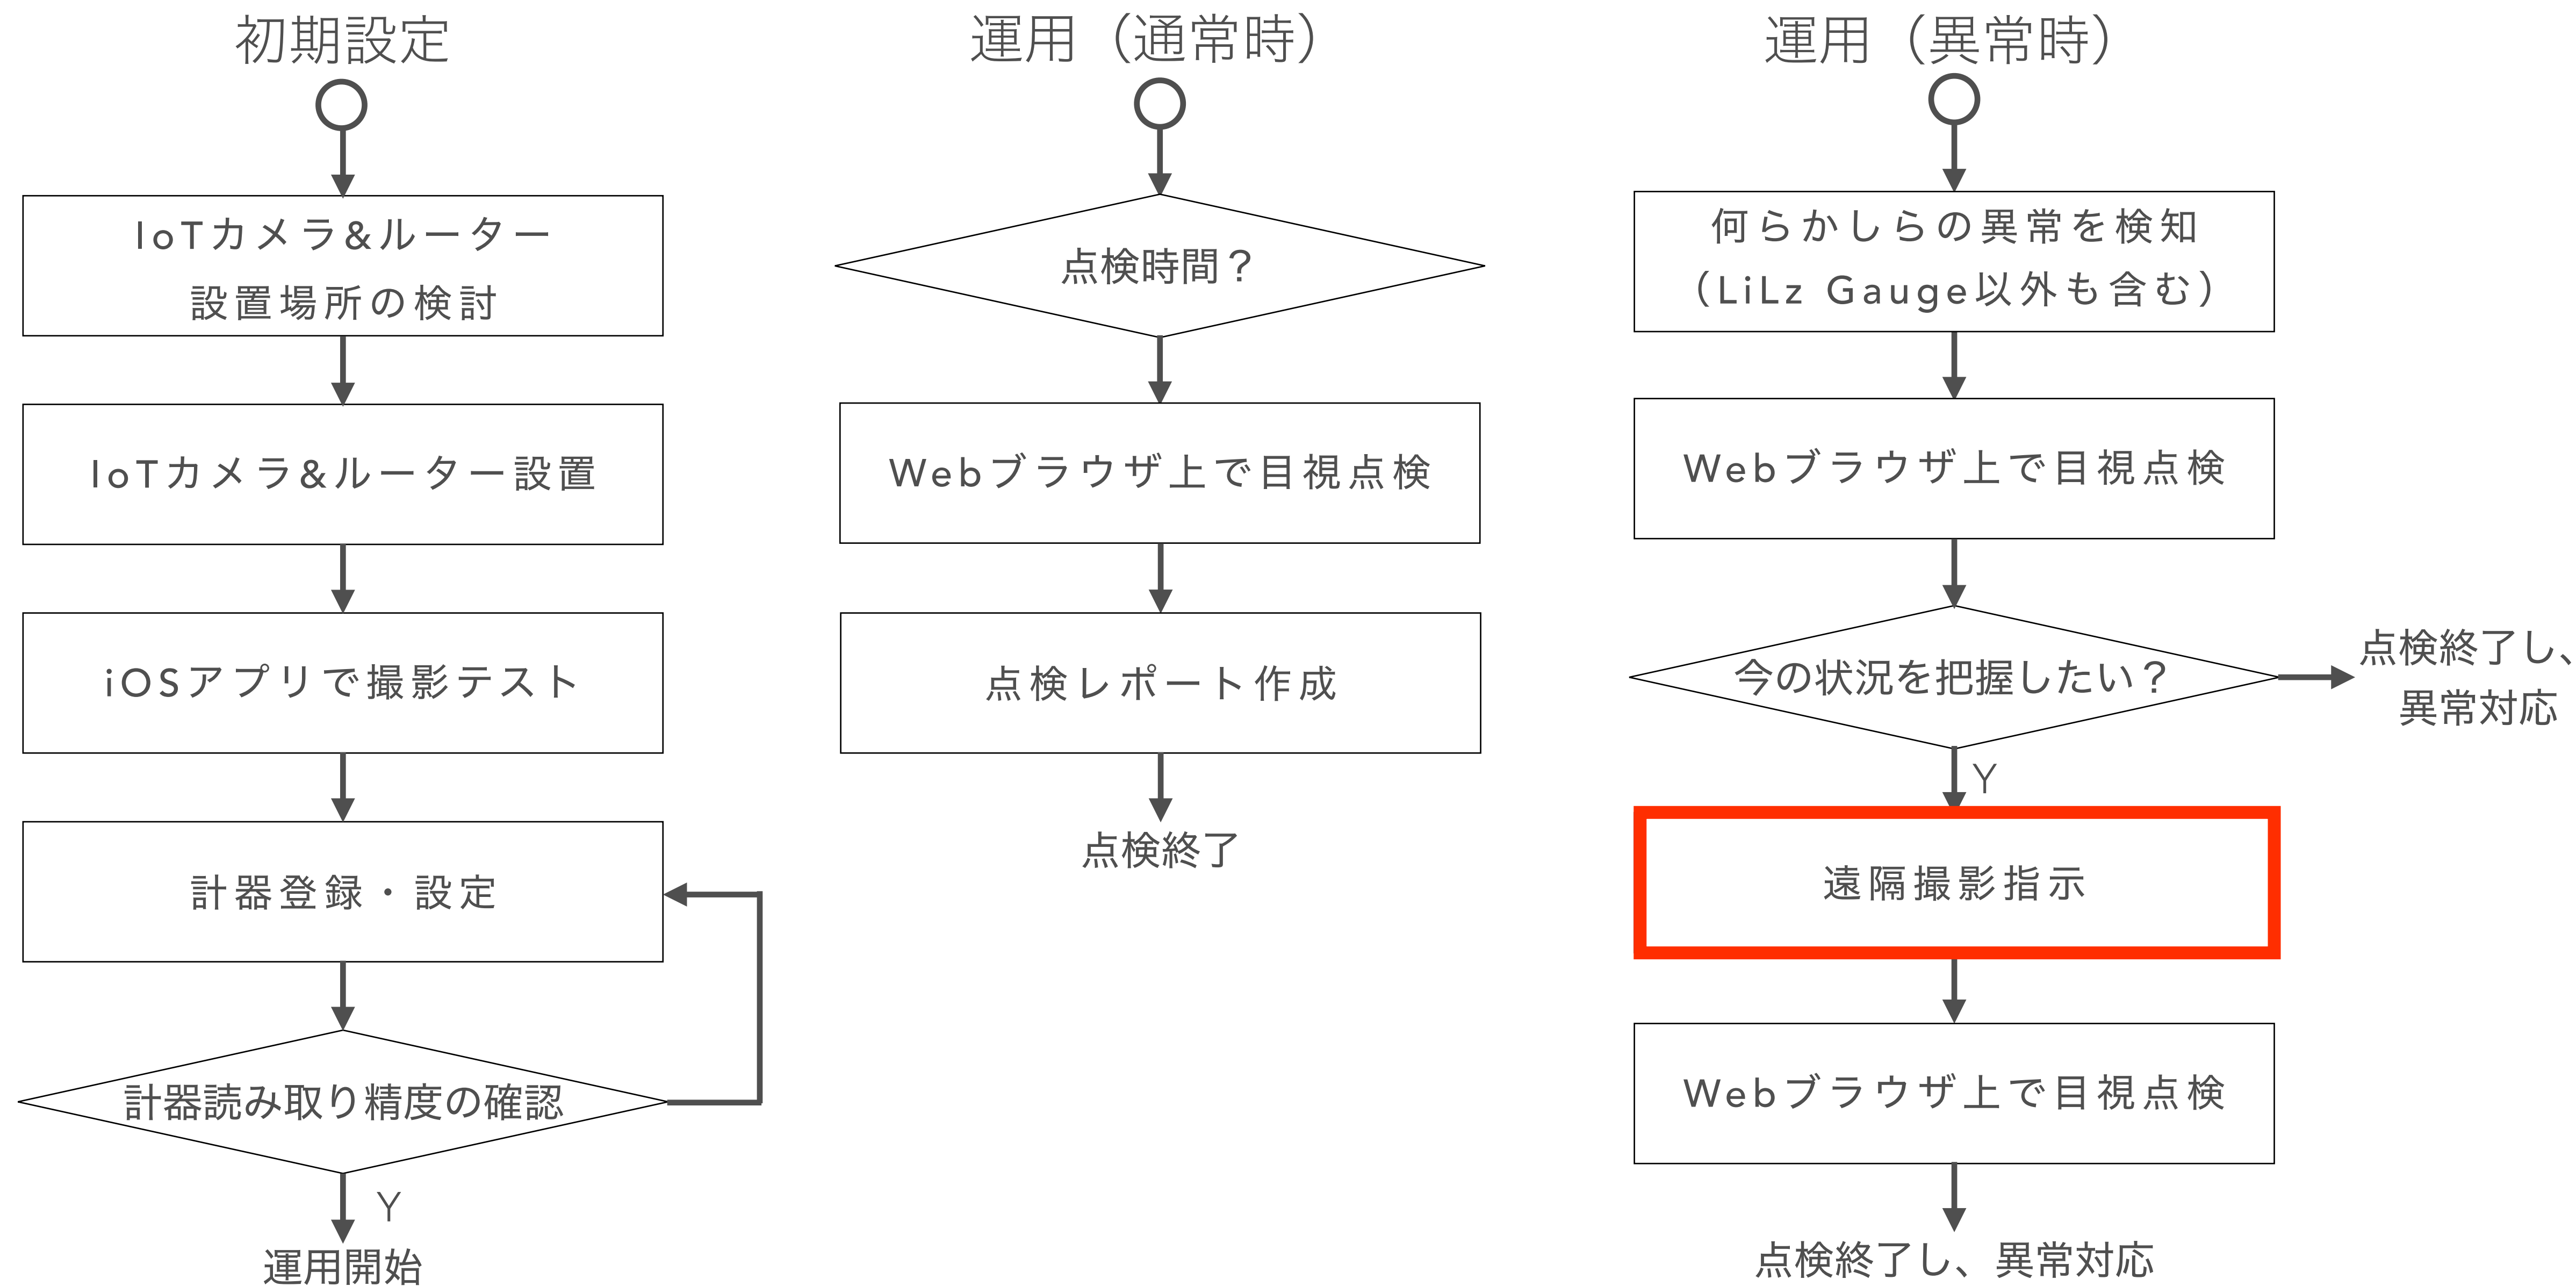 初期設定
IoTカメラ&ルーター
設置場所の検討
IoTカメラ&ルーター設置
iOSアプリで撮影テスト
計器登録・設定
計器読み取り精度の確認
Y
運用開始
運用（通常時）
点検時間？
Webブラウザ上で目視点検
点検レポート作成
点検終了
運用（異常時）
何らかしらの異常を検知
（LiLz Gauge以外も含む）
Webブラウザ上で目視点検
今の状況を把握したい？
点検終了し、
異常対応
Y
遠隔撮影指示
Webブラウザ上で目視点検
点検終了し、異常対応